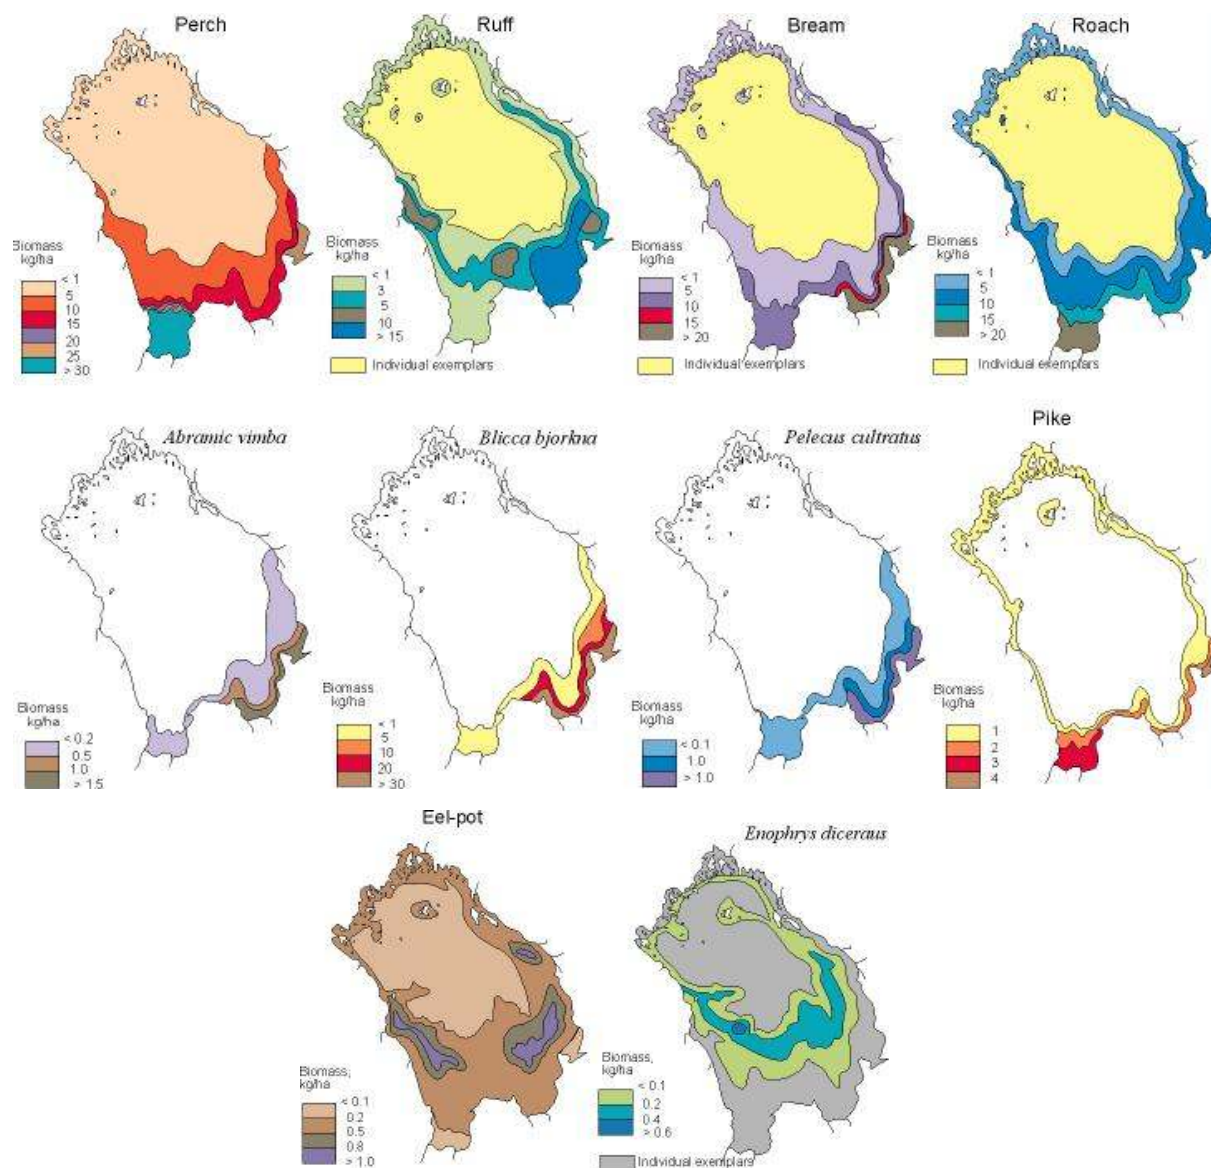 Perch
Ruff
Bream
Roach
Biomass
kg/ha
< 1
5
10
15
20
25
> 30
Biomass
kg/ha
< 1
3
5
10
> 15
Individual exemplars
Biomass
kg/ha
< 1
5
10
15
> 20
Individual exemplars
Biomass
kg/ha
< 1
5
10
15
> 20
Individual exemplars
Abramic vimba
Blicca bjorkna
Pelecus cultratus
Pike
Biomass
kg/ha
< 0.2
0.5
1.0
> 1.5
Biomass
kg/ha
< 1
5
10
20
> 30
Biomass
kg/ha
< 0.1
1.0
> 1.0
Biomass
kg/ha
1
2
3
4
Eel-pot
Enophrys diceraus
Biomass,
kg/ha
< 0.1
0.2
0.5
0.8
> 1.0
Biomass,
kg/ha
< 0.1
0.2
0.4
> 0.6
Individual exemplars